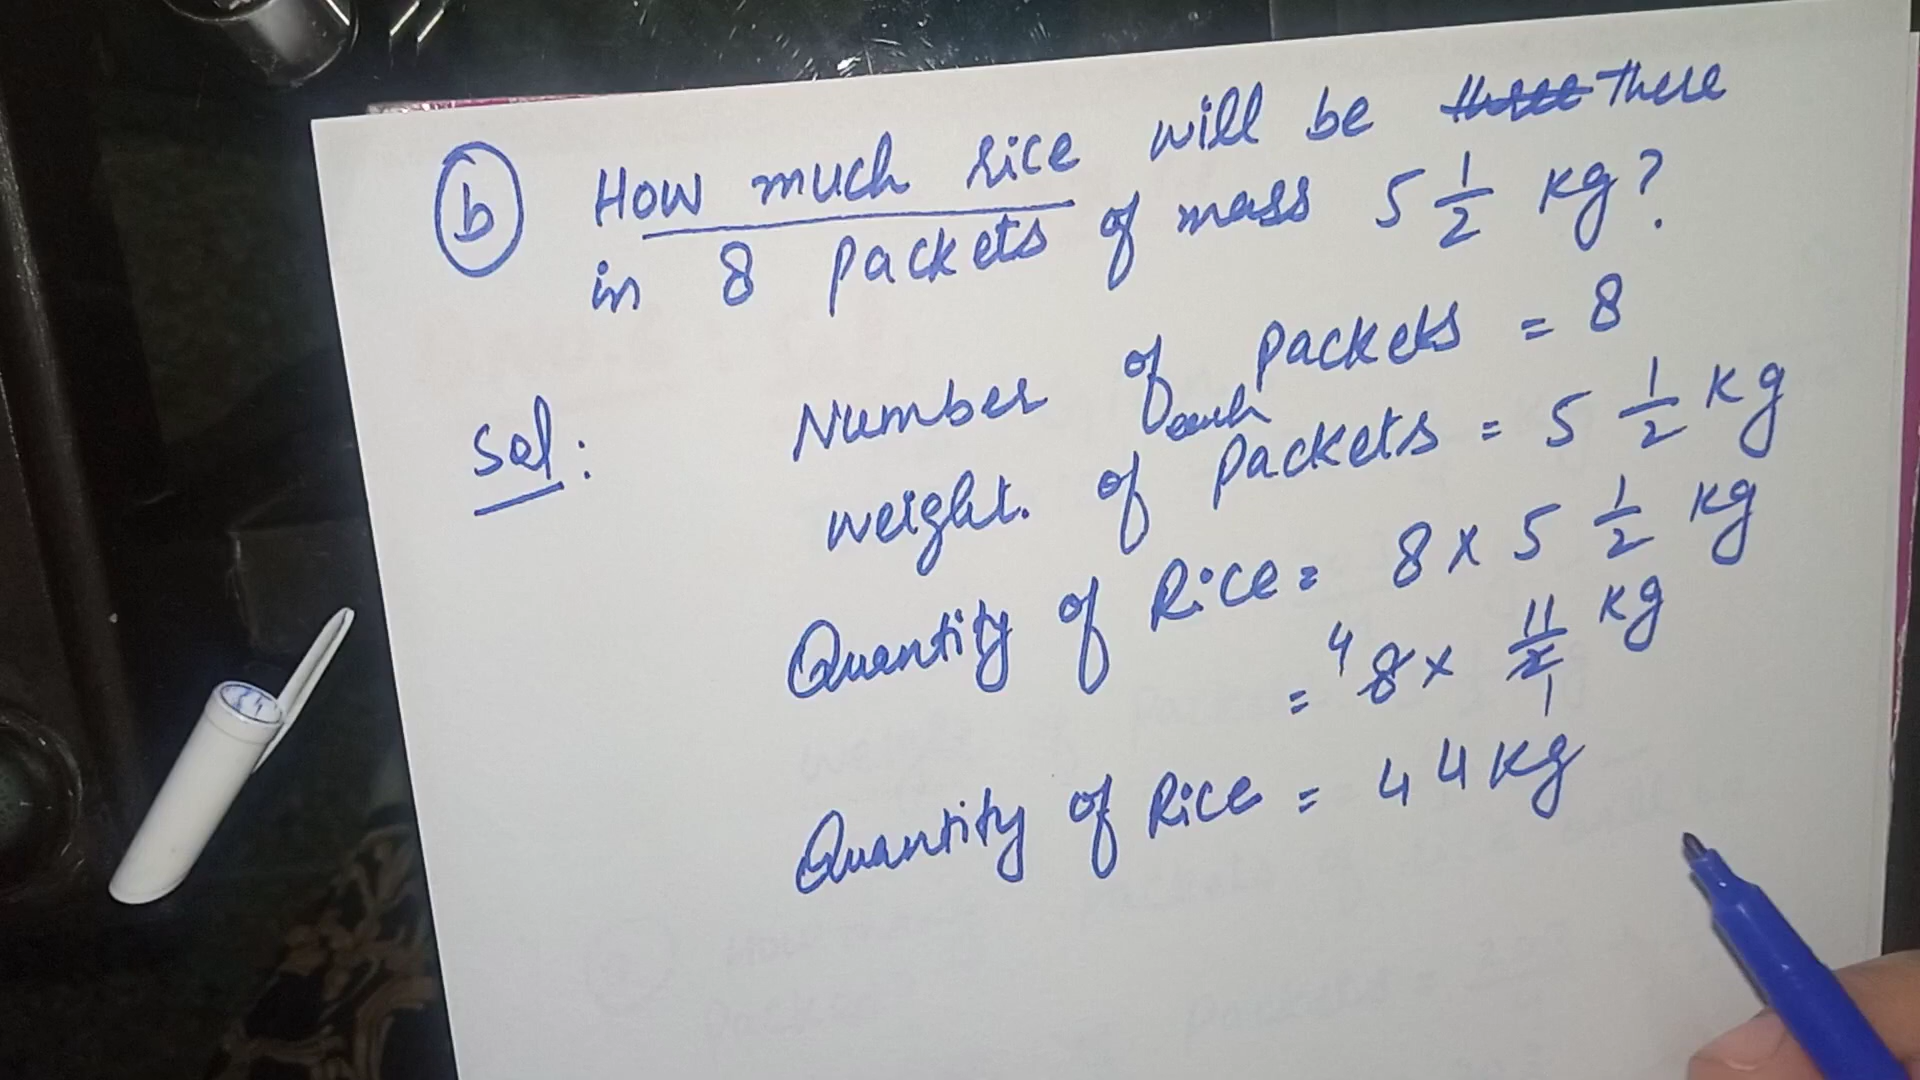 (b) How much rice will be there
in 8 packets of mass 5 1/2 kg?
Sol: Number of packets = 8
weight. of each packets = 5 1/2 kg
Quantity of Rice = 8 x 5 1/2 kg
= 4 8 x 11/2 1 kg
Quantity of Rice = 44 kg